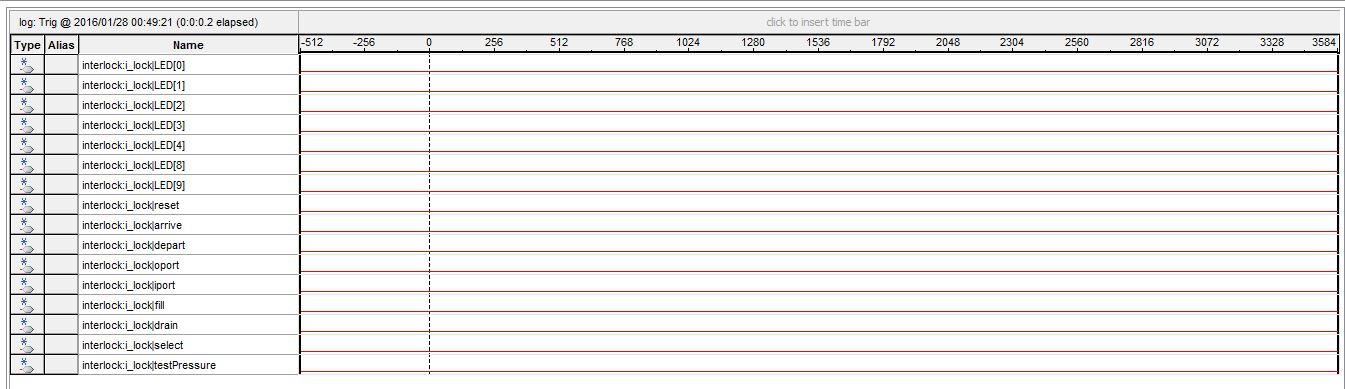 log: Trig @ 2016/01/28 00:49:21 (0:0:0.2 elapsed) click to insert time bar
Type Alias Name -512 -256 0 256 512 768 1024 1280 1536 1792 2048 2304 2560 2816 3072 3328 3584
interlock:i_lock|LED[0]
interlock:i_lock|LED[1]
interlock:i_lock|LED[2]
interlock:i_lock|LED[3]
interlock:i_lock|LED[4]
interlock:i_lock|LED[8]
interlock:i_lock|LED[9]
interlock:i_lock|reset
interlock:i_lock|arrive
interlock:i_lock|depart
interlock:i_lock|oport
interlock:i_lock|iport
interlock:i_lock|fill
interlock:i_lock|drain
interlock:i_lock|select
interlock:i_lock|testPressure